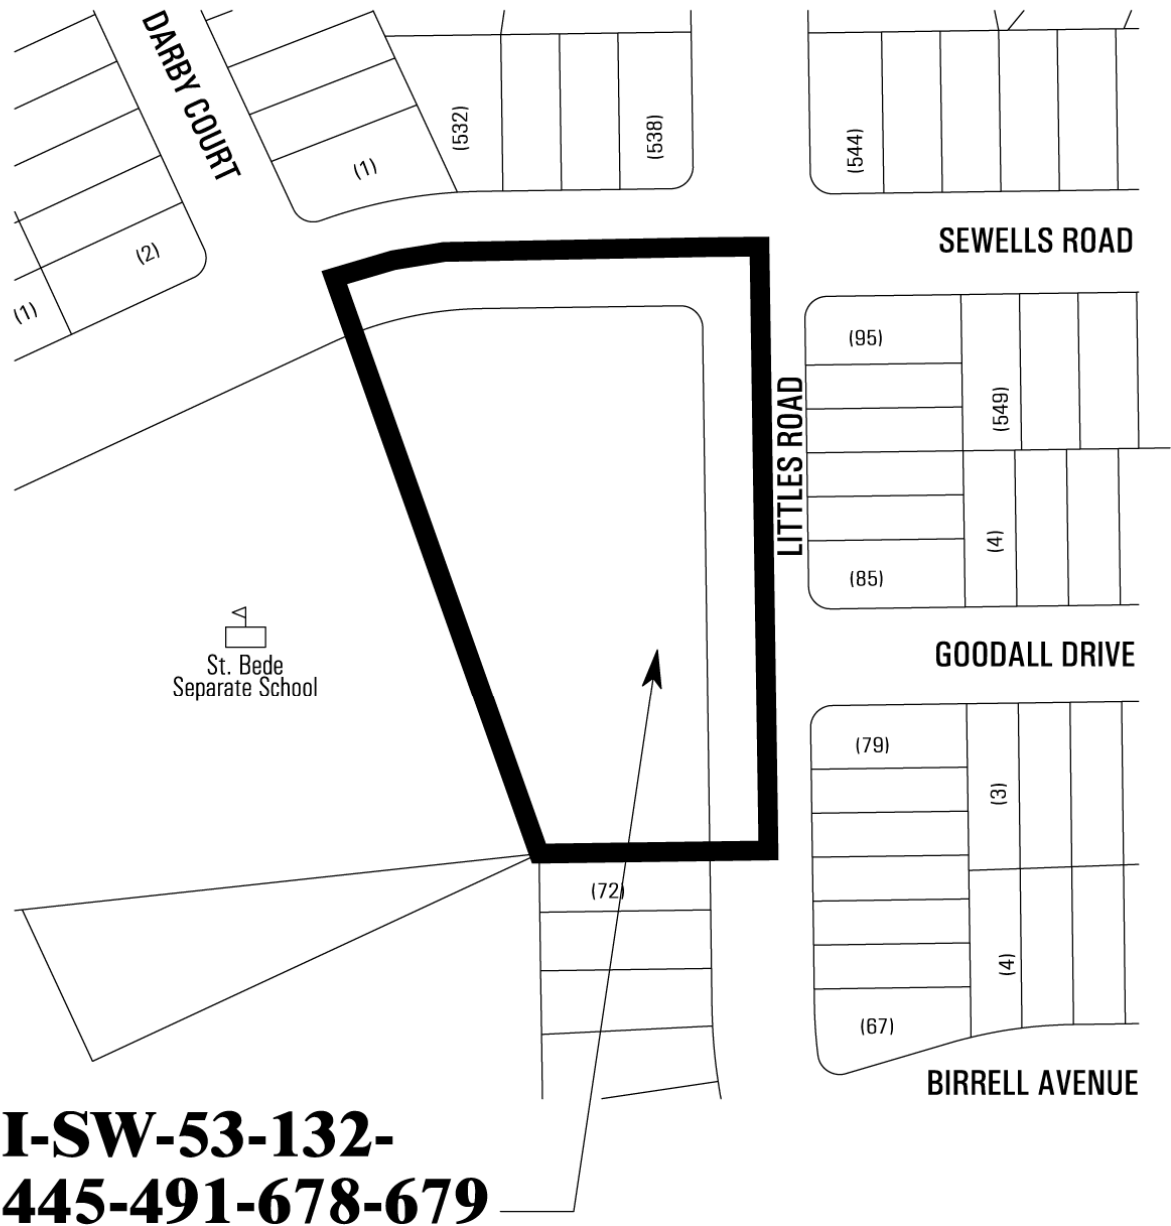 DARBY COURT
(532)
(538)
(544)
(1)
(2)
(1)
SEWELLS ROAD
(95)
(549)
LITTLES ROAD
(4)
(85)
St. Bede
Separate School
GOODALL DRIVE
(79)
(3)
(72)
(4)
(67)
BIRRELL AVENUE
I-SW-53-132-
445-491-678-679